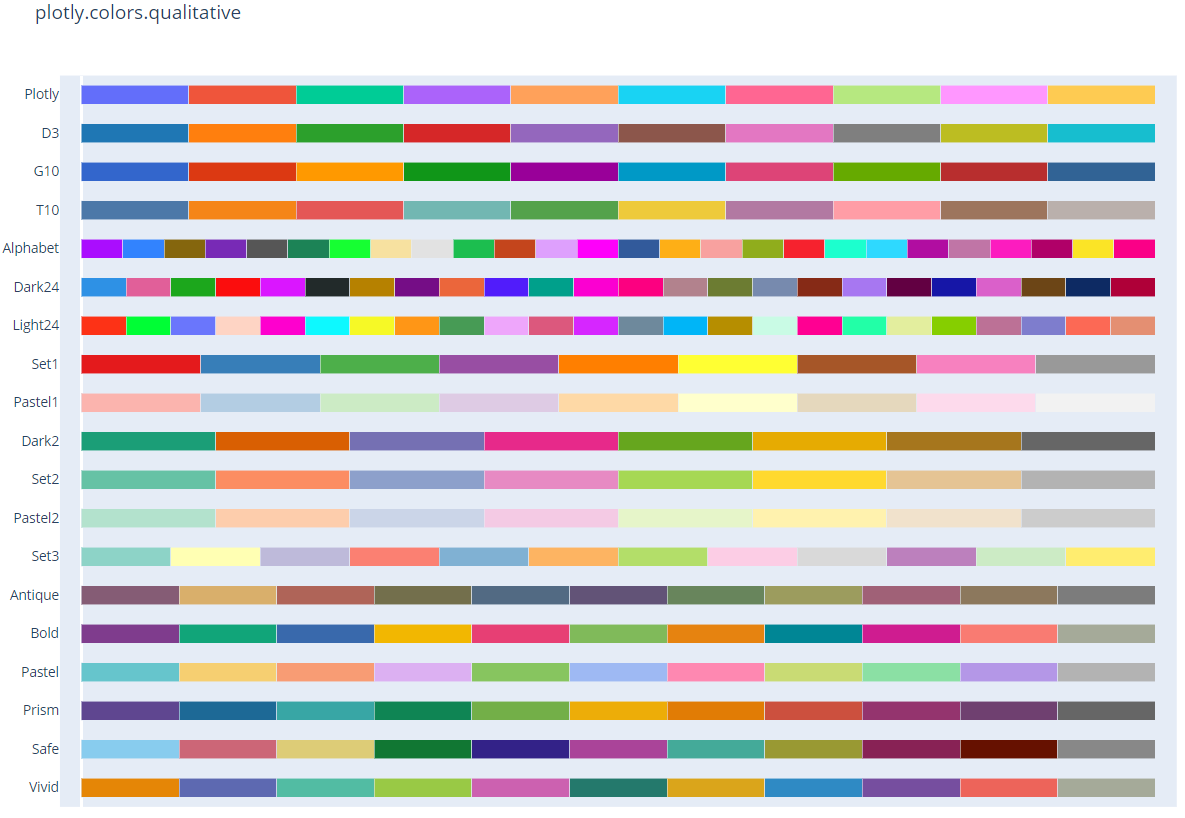 plotly.colors.qualitative
Plotly
D3
G10
T10
Alphabet
Dark24
Light24
Set1
Pastel1
Dark2
Set2
Pastel2
Set3
Antique
Bold
Pastel
Prism
Safe
Vivid